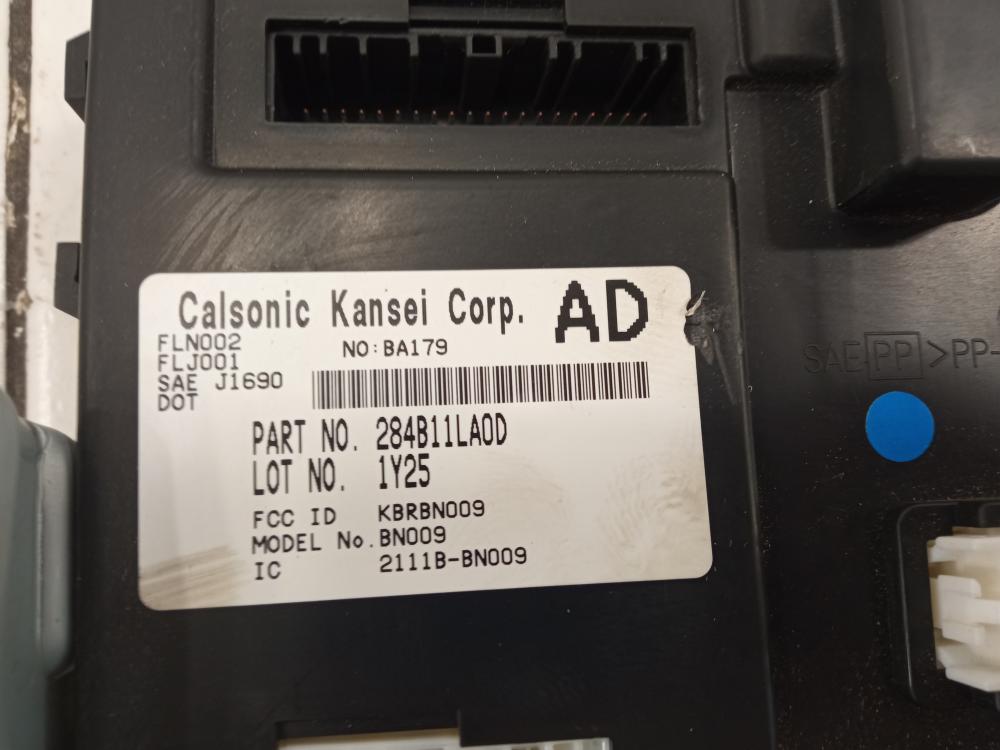 Calsonic Kansei Corp. AD
FLN002
FLJ001
NO:BA179
SAE J1690
DOT
PART NO. 284B11LA0D
LOT NO. 1Y25
FCC ID KBRBN009
MODEL No. BN009
IC 2111B-BN009
SAE PP >PP-